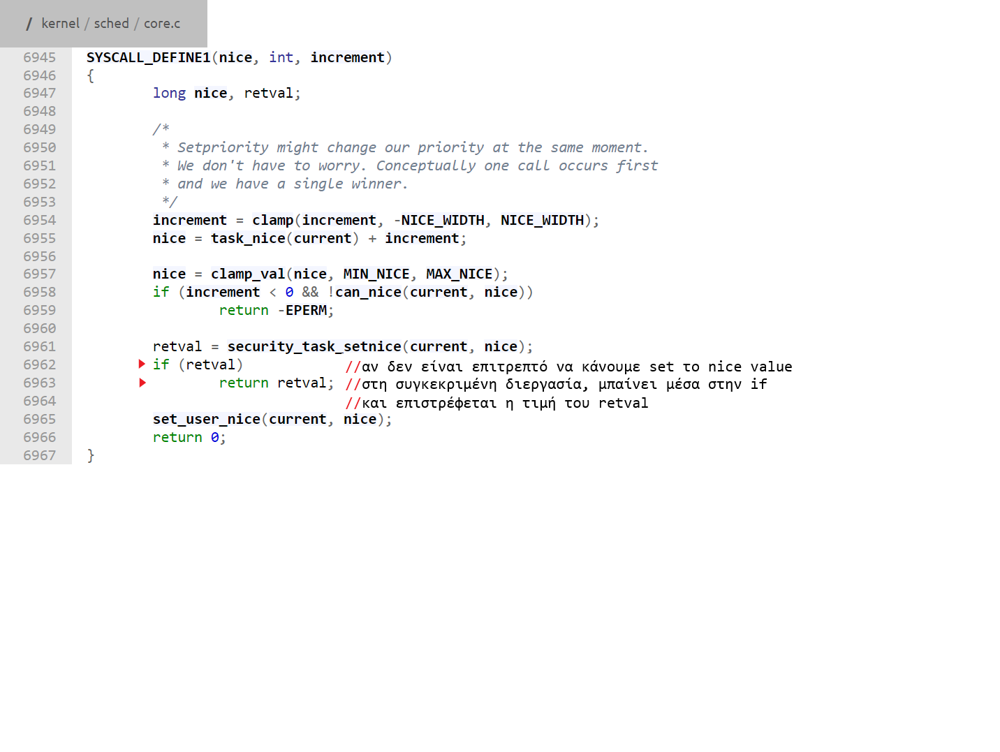 / kernel / sched / core.c
6945 SYSCALL_DEFINE1(nice, int, increment)
6946 {
6947 long nice, retval;
6948
6949 /*
6950 * Setpriority might change our priority at the same moment.
6951 * We don't have to worry. Conceptually one call occurs first
6952 * and we have a single winner.
6953 */
6954 increment = clamp(increment, -NICE_WIDTH, NICE_WIDTH);
6955 nice = task_nice(current) + increment;
6956
6957 nice = clamp_val(nice, MIN_NICE, MAX_NICE);
6958 if (increment < 0 && !can_nice(current, nice))
6959 return -EPERM;
6960
6961 retval = security_task_setnice(current, nice);
6962 if (retval) //αν δεν είναι επιτρεπτό να κάνουμε set το nice value
6963 return retval; //στη συγκεκριμένη διεργασία, μπαίνει μέσα στην if
6964 //και επιστρέφεται η τιμή του retval
6965 set_user_nice(current, nice);
6966 return 0;
6967 }